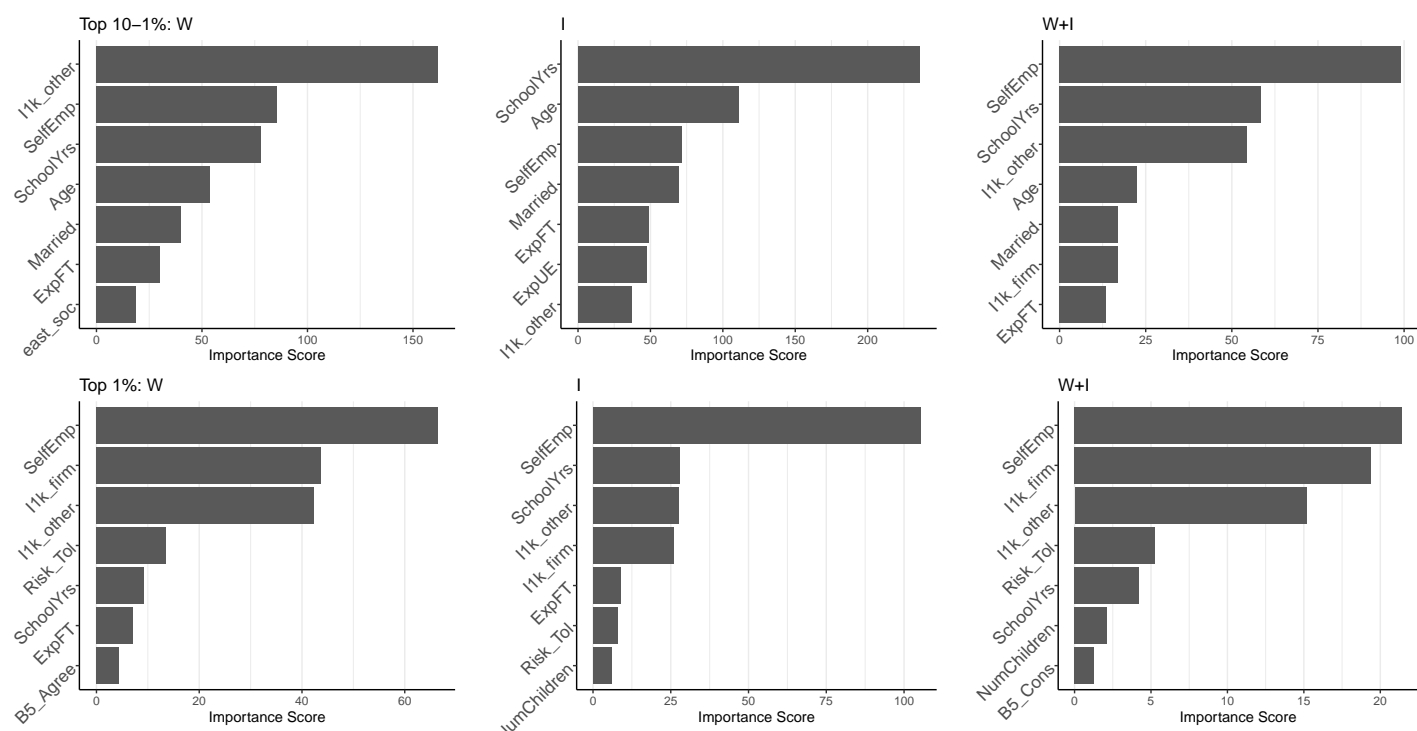 Top 10–1%: W
I1k_other
SelfEmp
SchoolYrs
Age
Married
ExpFT
east_soc
0 50 100 150
Importance Score
I
SchoolYrs
Age
SelfEmp
Married
ExpFT
ExpUE
I1k_other
0 50 100 150 200
Importance Score
W+I
SelfEmp
SchoolYrs
I1k_other
Age
Married
I1k_firm
ExpFT
0 25 50 75 100
Importance Score
Top 1%: W
SelfEmp
I1k_firm
I1k_other
Risk_Tol
SchoolYrs
ExpFT
B5_Agree
0 20 40 60
Importance Score
I
SelfEmp
SchoolYrs
I1k_other
I1k_firm
ExpFT
Risk_Tol
lumChildren
0 25 50 75 100
Importance Score
W+I
SelfEmp
I1k_firm
I1k_other
Risk_Tol
SchoolYrs
NumChildren
B5_Cons
0 5 10 15 20
Importance Score